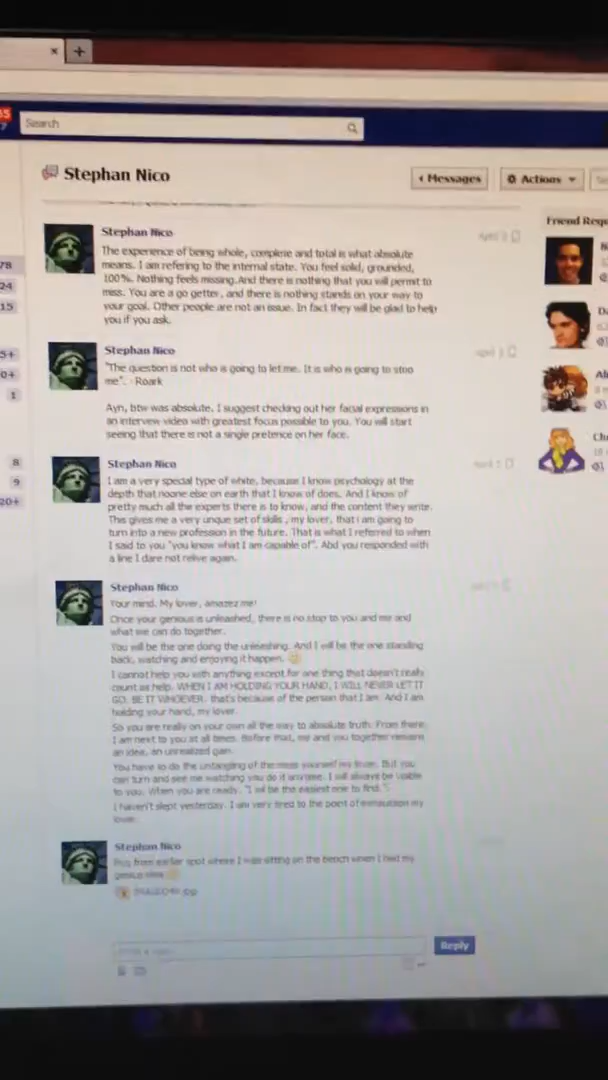 Search
Stephan Nico
Messages
Actions
Friend Requ
Stephan Nico
The experience of being whole, complete and total is what absolute
means. I am refering to the internal state. You feel solid, grounded,
100%. Nothing feels missing.And there is nothing that you will permit to
miss. You are a go getter, and there is nothing stands on your way to
your goal. Other people are not an issue. In fact they will be glad to help
you if you ask.
Stephan Nico
"The question is not who is going to let me. It is who is going to stop
me". - Roark
Ayn, btw was absolute. I suggest checking out her facial expressions in
an interview video with greatest focus possible to you. You will start
seeing that there is not a single pretence on her face.
Stephan Nico
I am a very special type of white, because I know psychology at the
depth that noone else on earth that I know of does. And I know of
pretty much all the experts there is to know, and the content they write.
This gives me a very unque set of skills , my lover, that i am going to
turn into a new profession in the future. That is what I referred to when
I said to you "you know what I am capable of". Abd you responded with
a line I dare not relive again.
Stephan Nico
Your mind. My lover, amazez me!
Once your genious is unleashed, there is no stop to you and me and
what we can do together.
You will be the one doing the unleashing. And I will be the one standing
back, watching and enjoying it happen.
I cannot help you with anything except for one thing that doesn't really
count as help. WHEN I AM HOLDING YOUR HAND, I WILL NEVER LET IT
GO. BE IT WHOEVER. that's because of the person that I am. And I am
holding your hand, my lover.
So you are really on your own all the way to absolute truth. From there
I am next to you at all times. Before that, me and you together remains
an idea, an unrealized gain.
You have to do the untangling of the mess yourself my lover. But you
can turn and see me watching you do it anytime. I will always be visible
to you. When you are ready. "I will be the easiest one to find."
I haven't slept yesterday. I am very tired to the point of exhaustion my
lover.
Stephan Nico
from earlier spot where I was sitting on the bench when I had my
genius idea
Reply